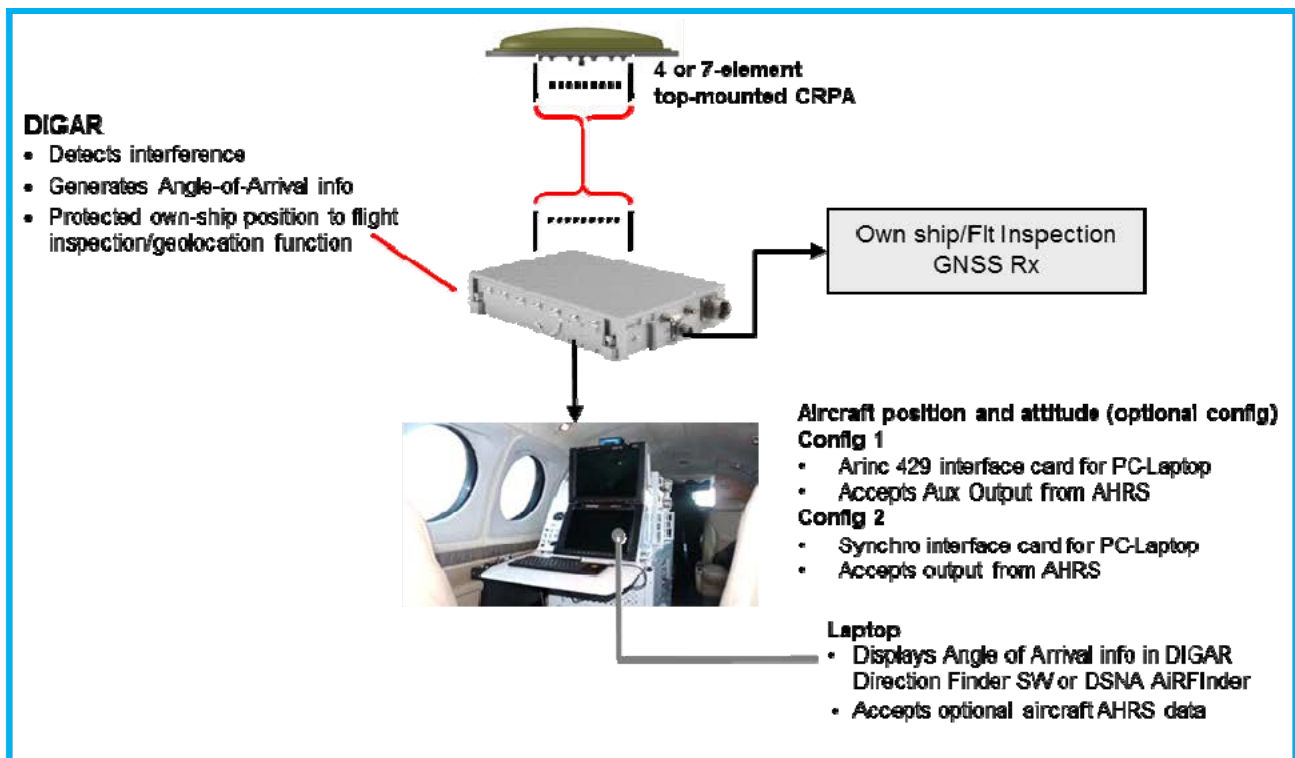 4 or 7-element
top-mounted CRPA
DIGAR
• Detects interference
• Generates Angle-of-Arrival info
• Protected own-ship position to flight
inspection/geolocation function
Own ship/Flt Inspection
GNSS Rx
Aircraft position and attitude (optional config)
Config 1
• Arinc 429 interface card for PC-Laptop
• Accepts Aux Output from AHRS
Config 2
• Synchro interface card for PC-Laptop
• Accepts output from AHRS
Laptop
• Displays Angle of Arrival info in DIGAR
Direction Finder SW or DSNA AiRFInder
• Accepts optional aircraft AHRS data